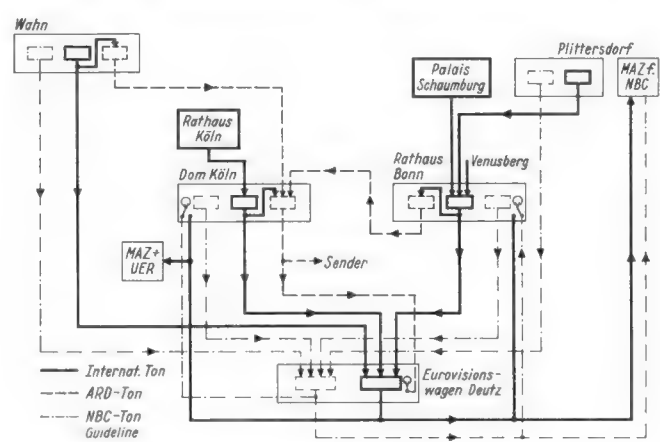 Wahn
Plittersdorf
Palais
Schaumburg
MAZ f.
NBC
Rathaus
Köln
Rathaus
Bonn
Venusberg
Dom Köln
MAZ +
UER
Sender
Internat. Ton
ARD-Ton
NBC-Ton
Guideline
Eurovisions-
wagen Deutz